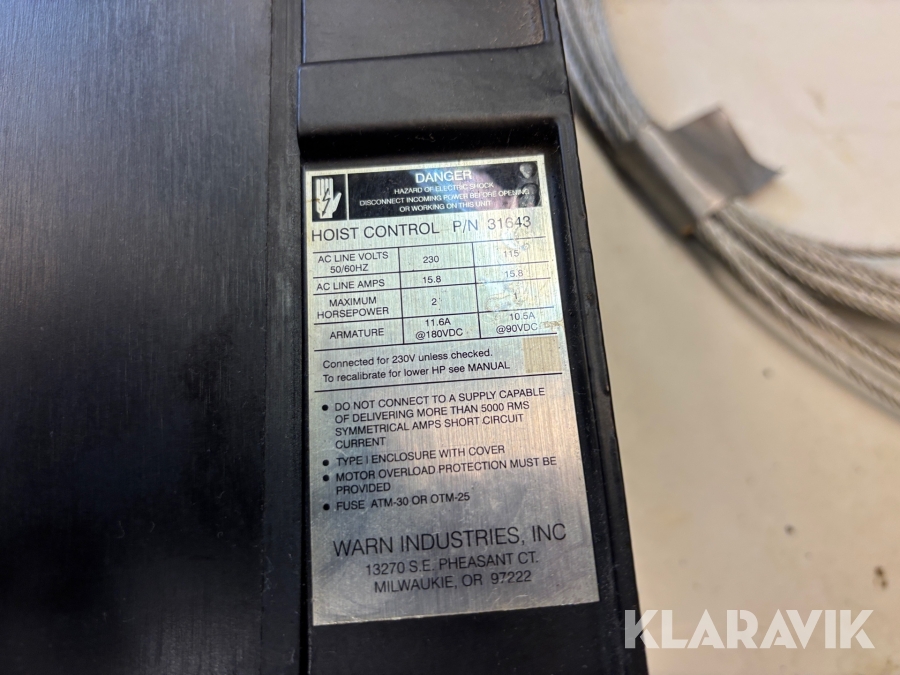 DANGER
HAZARD OF ELECTRIC SHOCK
DISCONNECT INCOMING POWER BEFORE OPENING
OR WORKING ON THIS UNIT
HOIST CONTROL P/N 31643
AC LINE VOLTS 50/60HZ 230 115
AC LINE AMPS 15.8 15.8
MAXIMUM HORSEPOWER 2 1
ARMATURE 11.6A @180VDC 10.5A @90VDC
Connected for 230V unless checked.
To recalibrate for lower HP see MANUAL
• DO NOT CONNECT TO A SUPPLY CAPABLE
OF DELIVERING MORE THAN 5000 RMS
SYMMETRICAL AMPS SHORT CIRCUIT
CURRENT
• TYPE I ENCLOSURE WITH COVER
• MOTOR OVERLOAD PROTECTION MUST BE
PROVIDED
• FUSE ATM-30 OR OTM-25
WARN INDUSTRIES, INC
13270 S.E. PHEASANT CT.
MILWAUKIE, OR 97222
KLARAVIK